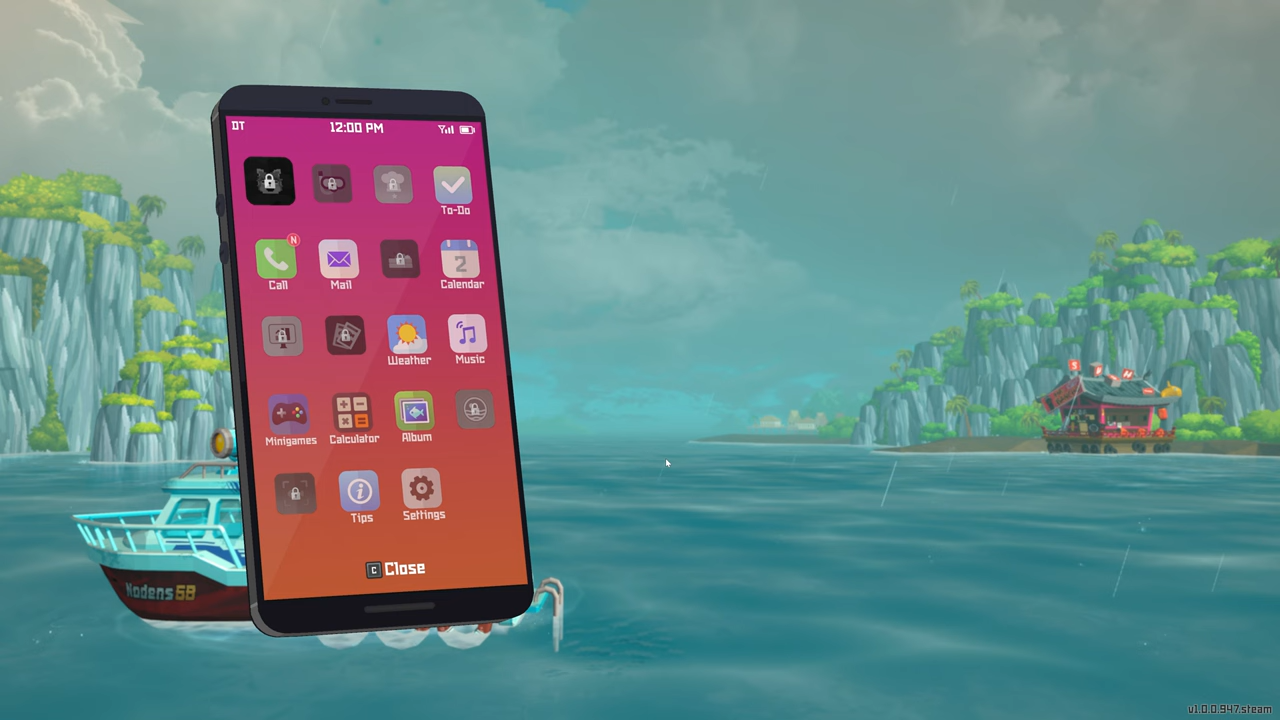 DT 12:00 PM
To-Do
N
Call Mail 2 Calendar
Weather Music
Minigames Calculator Album
Tips Settings
C Close
Nodens 68
S U N
v1.0.0.947.steam